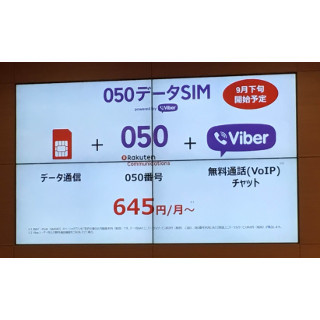 050データSIM
powered by Viber
9月下旬
開始予定
+ 050 + Viber
Rakuten
Communications
データ通信 050番号 無料通話(VoIP)
チャット
645円/月～